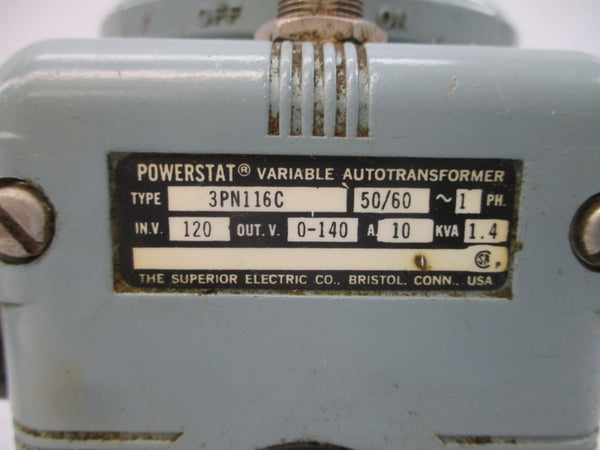 OFF ON
POWERSTAT® VARIABLE AUTOTRANSFORMER
TYPE 3PN116C 50/60 ~ 1 PH.
IN.V. 120 OUT. V. 0-140 A. 10 KVA 1.4
SA P
THE SUPERIOR ELECTRIC CO., BRISTOL, CONN., USA